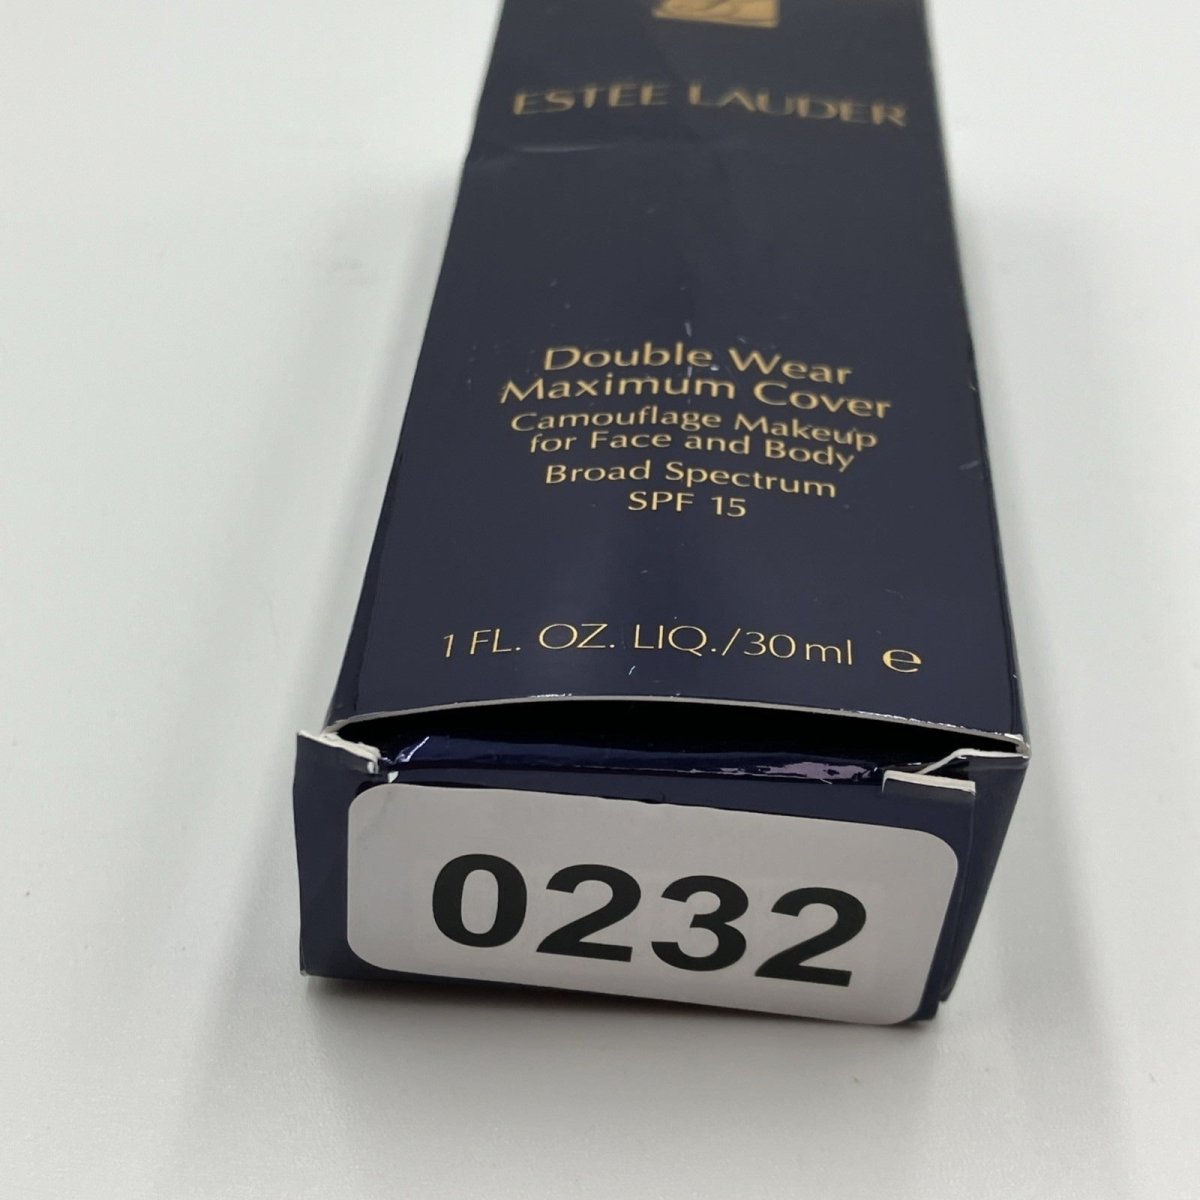 ESTĒE LAUDER
Double Wear
Maximum Cover
Camouflage Makeup
for Face and Body
Broad Spectrum
SPF 15
1 FL. OZ. LIQ./30ml ℮
0232